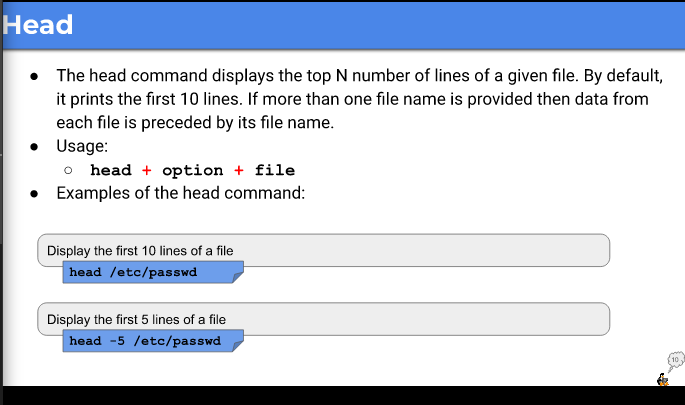 Head
● The head command displays the top N number of lines of a given file. By default,
it prints the first 10 lines. If more than one file name is provided then data from
each file is preceded by its file name.
● Usage:
○ head + option + file
● Examples of the head command:
Display the first 10 lines of a file
head /etc/passwd
Display the first 5 lines of a file
head -5 /etc/passwd
10